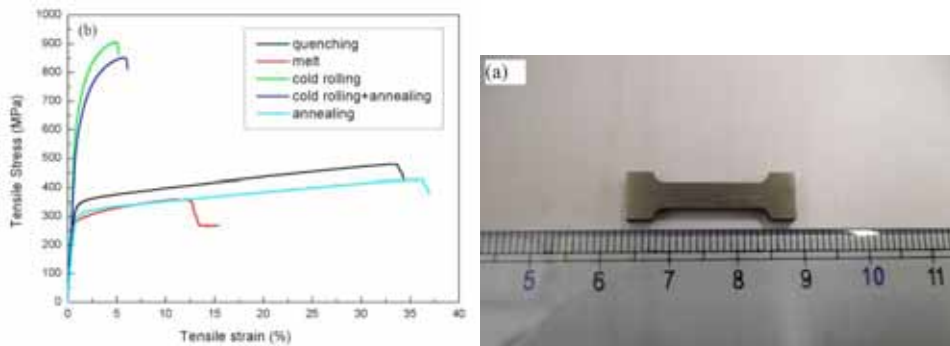 (b)
1000
900
800
700
600
500
400
300
200
100
0
Tensile Stress (MPa)
quenching
melt
cold rolling
cold rolling+annealing
annealing
0 5 10 15 20 25 30 35 40
Tensile strain (%)
(a)
5 6 7 8 9 10 11